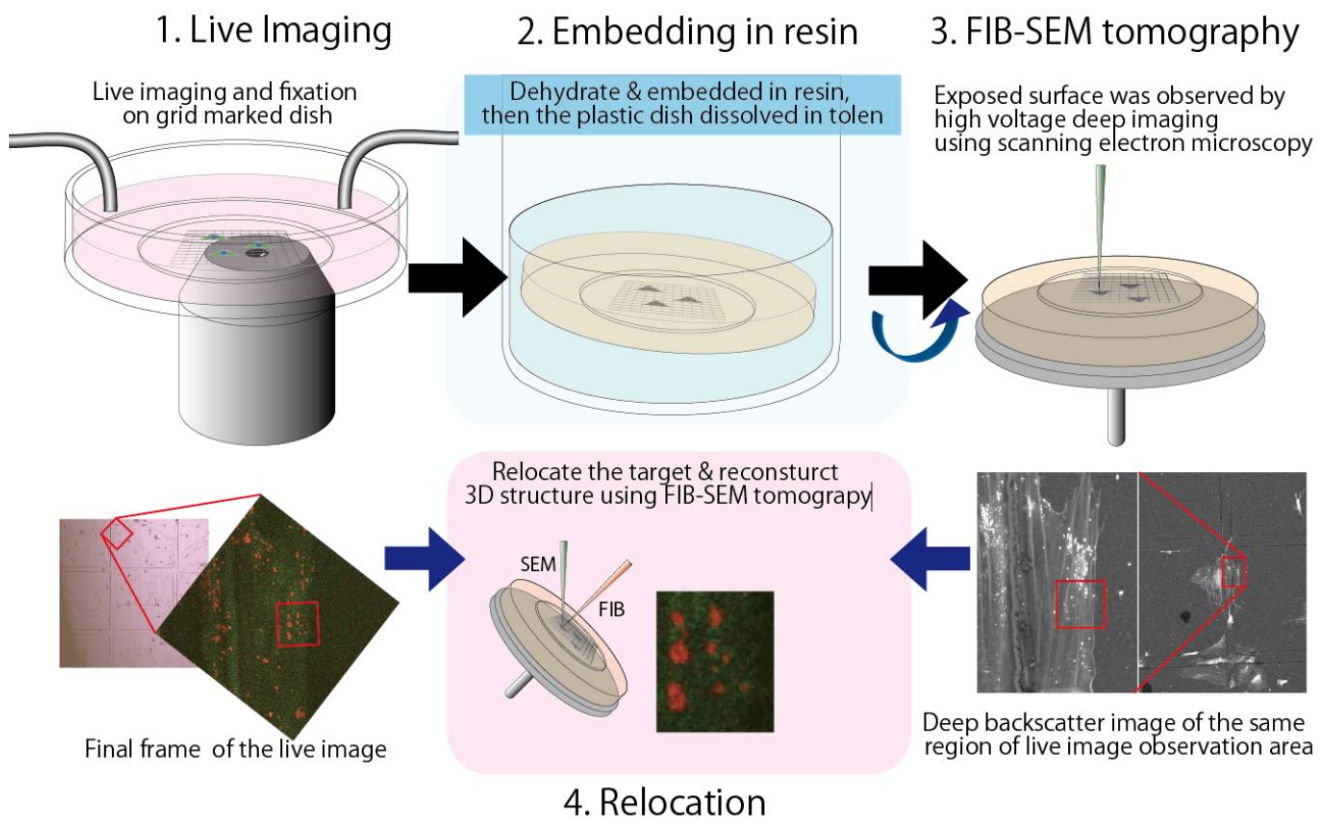 1. Live Imaging
Live imaging and fixation
on grid marked dish
2. Embedding in resin
Dehydrate & embedded in resin,
then the plastic dish dissolved in tolen
3. FIB-SEM tomography
Exposed surface was observed by
high voltage deep imaging
using scanning electron microscopy
Final frame of the live image
Relocate the target & reconsturct
3D structure using FIB-SEM tomograpy
SEM
FIB
Deep backscatter image of the same
region of live image observation area
4. Relocation